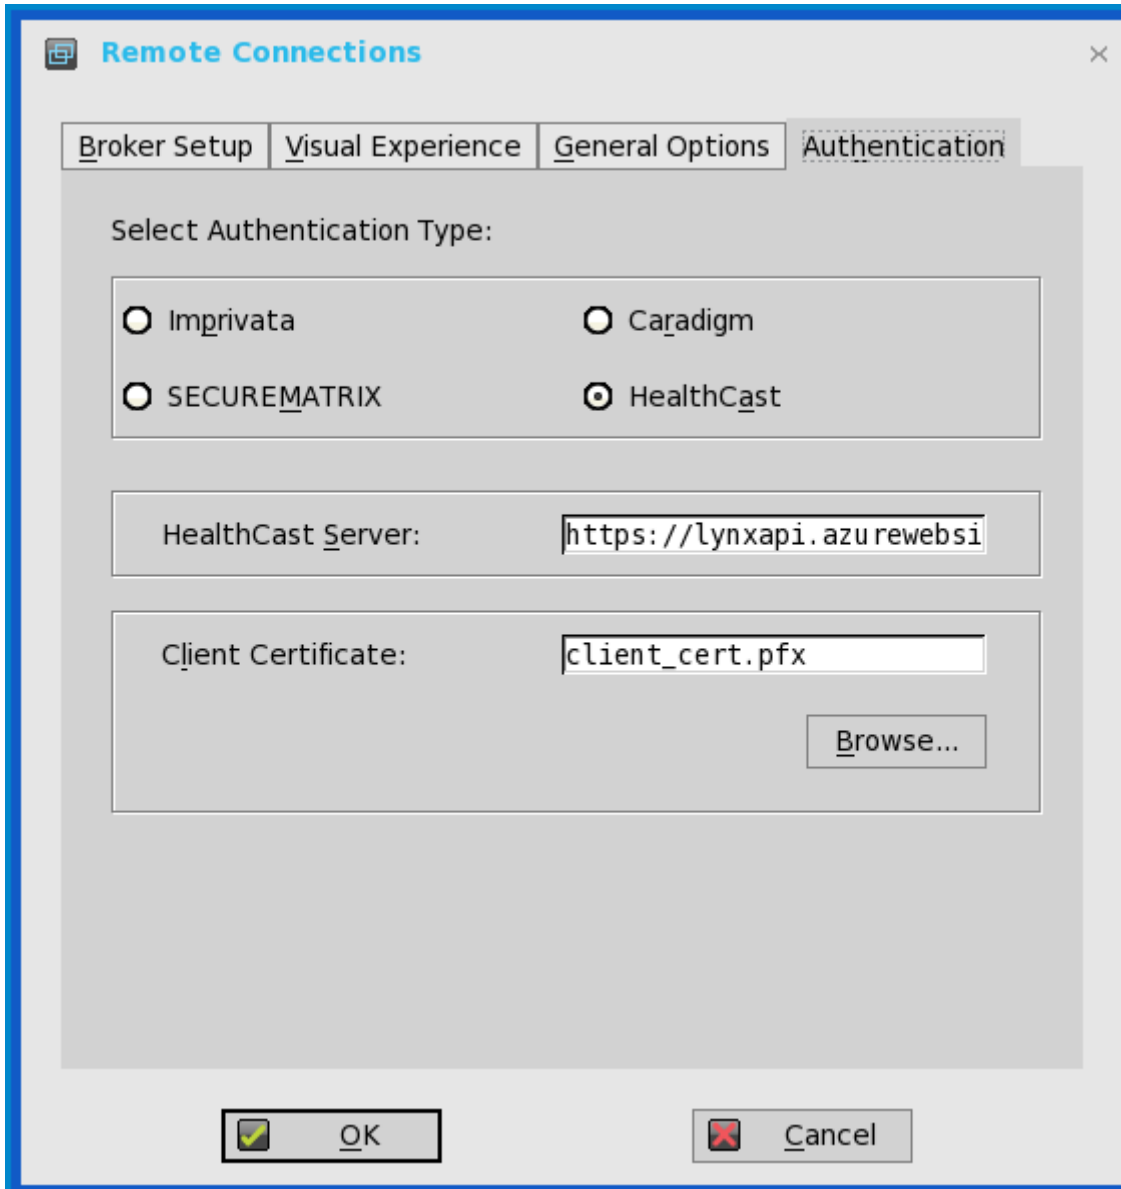 Remote Connections
Broker Setup Visual Experience General Options Authentication
Select Authentication Type:
Imprivata Caradigm
SECUREMATRIX HealthCast
HealthCast Server: https://lynxapi.azurewebsi
Client Certificate: client_cert.pfx
Browse...
OK Cancel